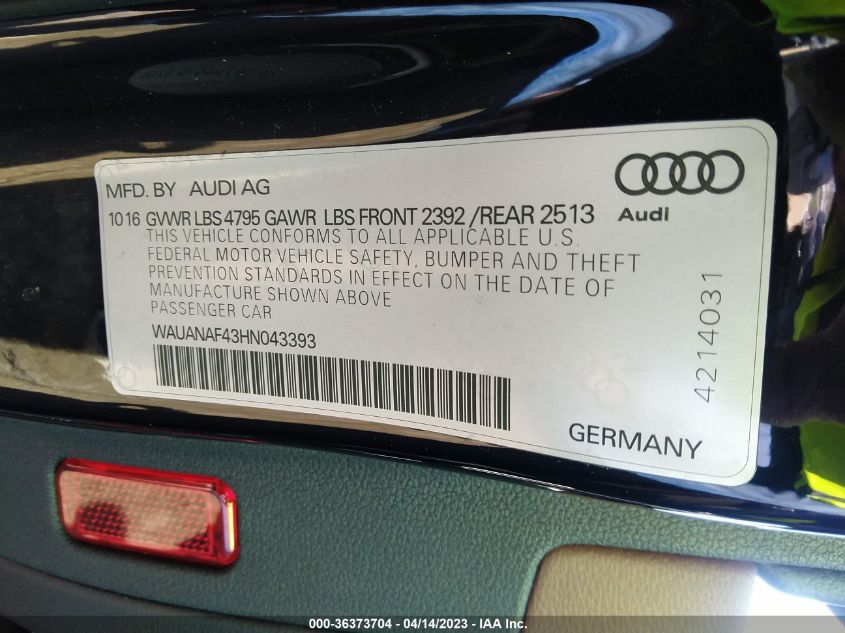 MFD. BY AUDI AG
Audi
10 16 GVWR LBS 4795 GAWR LBS FRONT 2392 /REAR 2513
THIS VEHICLE CONFORMS TO ALL APPLICABLE U.S.
FEDERAL MOTOR VEHICLE SAFETY, BUMPER AND THEFT
PREVENTION STANDARDS IN EFFECT ON THE DATE OF
MANUFACTURE SHOWN ABOVE
PASSENGER CAR
WAUANAF43HN043393
4214031
GERMANY
000-36373704 / 04/14/2023 - IAA Inc.